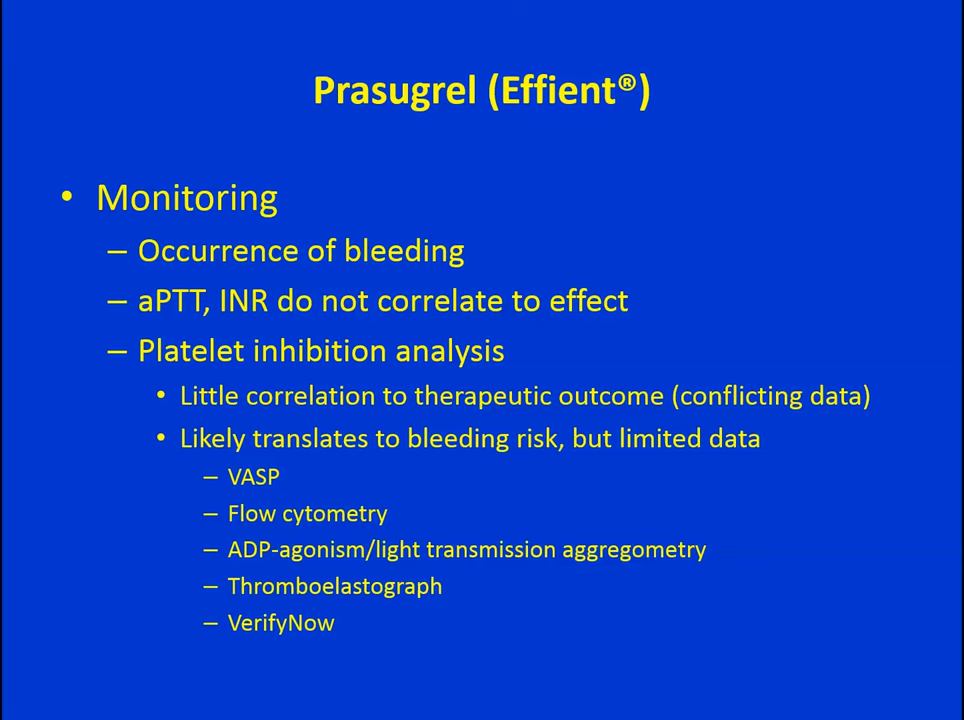 Prasugrel (Effient®)
• Monitoring
– Occurrence of bleeding
– aPTT, INR do not correlate to effect
– Platelet inhibition analysis
• Little correlation to therapeutic outcome (conflicting data)
• Likely translates to bleeding risk, but limited data
– VASP
– Flow cytometry
– ADP-agonism/light transmission aggregometry
– Thromboelastograph
– VerifyNow